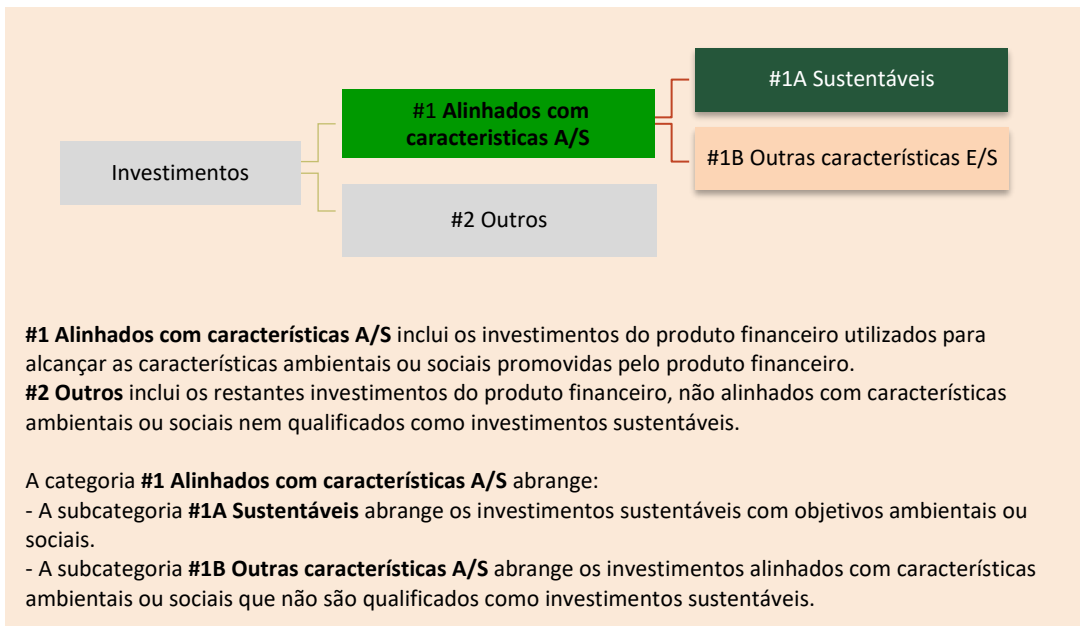 #1A Sustentáveis
#1 Alinhados com
caracteristicas A/S
#1B Outras características E/S
Investimentos
#2 Outros
#1 Alinhados com características A/S inclui os investimentos do produto financeiro utilizados para
alcançar as características ambientais ou sociais promovidas pelo produto financeiro.
#2 Outros inclui os restantes investimentos do produto financeiro, não alinhados com características
ambientais ou sociais nem qualificados como investimentos sustentáveis.
A categoria #1 Alinhados com características A/S abrange:
- A subcategoria #1A Sustentáveis abrange os investimentos sustentáveis com objetivos ambientais ou
sociais.
- A subcategoria #1B Outras características A/S abrange os investimentos alinhados com características
ambientais ou sociais que não são qualificados como investimentos sustentáveis.